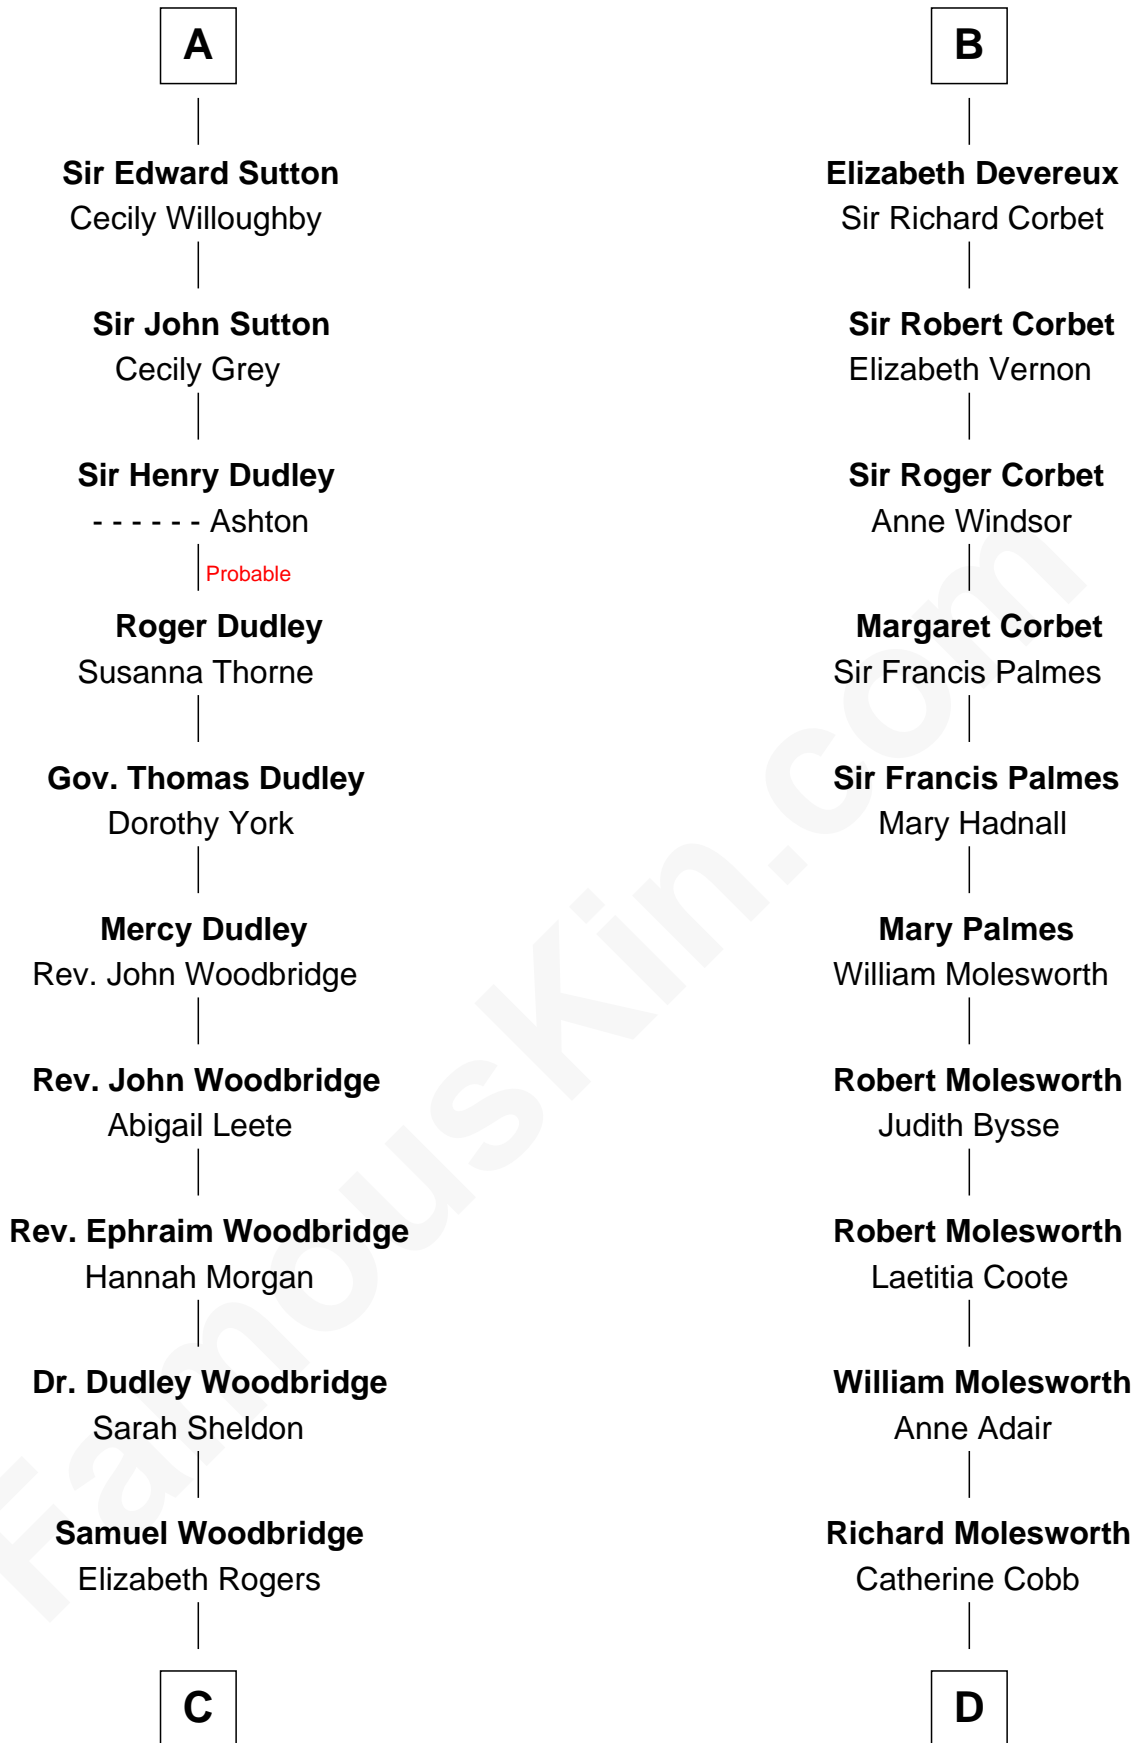 A
Sir Edward Sutton
Cecily Willoughby
Sir John Sutton
Cecily Grey
Sir Henry Dudley
- - - - - - Ashton
Probable
Roger Dudley
Susanna Thorne
Gov. Thomas Dudley
Dorothy York
Mercy Dudley
Rev. John Woodbridge
Rev. John Woodbridge
Abigail Leete
Rev. Ephraim Woodbridge
Hannah Morgan
Dr. Dudley Woodbridge
Sarah Sheldon
Samuel Woodbridge
Elizabeth Rogers
C
B
Elizabeth Devereux
Sir Richard Corbet
Sir Robert Corbet
Elizabeth Vernon
Sir Roger Corbet
Anne Windsor
Margaret Corbet
Sir Francis Palmes
Sir Francis Palmes
Mary Hadnall
Mary Palmes
William Molesworth
Robert Molesworth
Judith Bysse
Robert Molesworth
Laetitia Coote
William Molesworth
Anne Adair
Richard Molesworth
Catherine Cobb
D
FamousKin.com